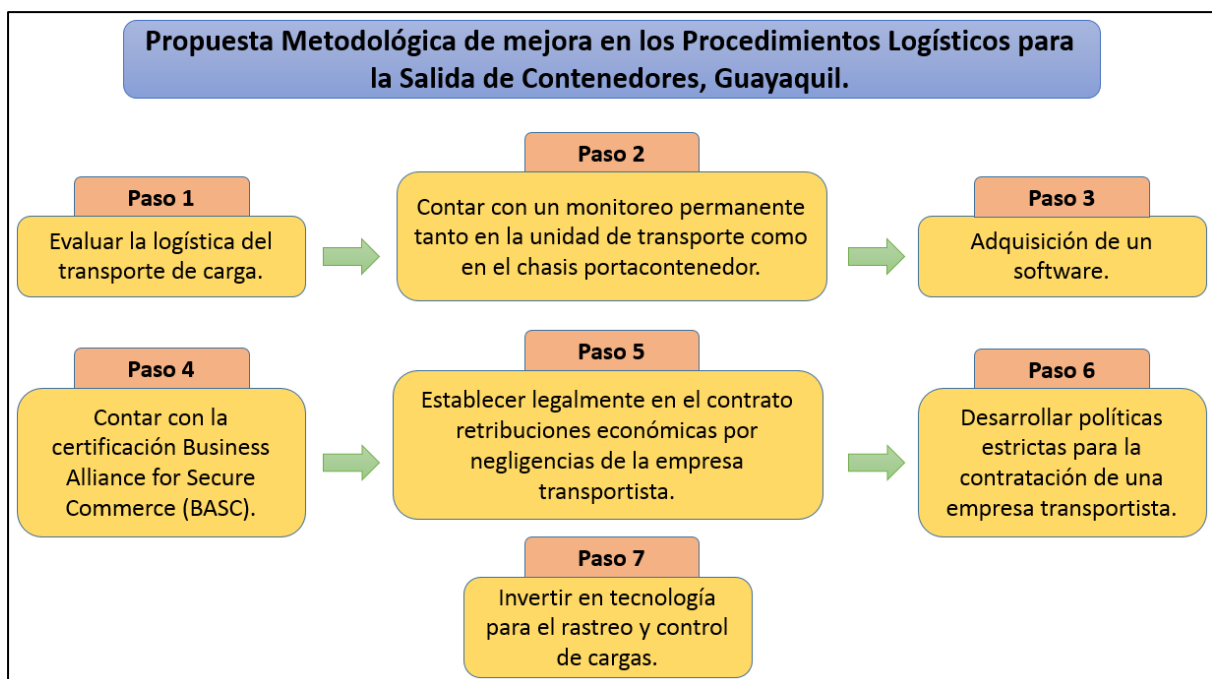 Propuesta Metodológica de mejora en los Procedimientos Logísticos para
la Salida de Contenedores, Guayaquil.
Paso 1
Evaluar la logística del
transporte de carga.
Paso 2
Contar con un monitoreo permanente
tanto en la unidad de transporte como
en el chasis portacontenedor.
Paso 3
Adquisición de un
software.
Paso 4
Contar con la
certificación Business
Alliance for Secure
Commerce (BASC).
Paso 5
Establecer legalmente en el contrato
retribuciones económicas por
negligencias de la empresa
transportista.
Paso 6
Desarrollar políticas
estrictas para la
contratación de una
empresa transportista.
Paso 7
Invertir en tecnología
para el rastreo y control
de cargas.